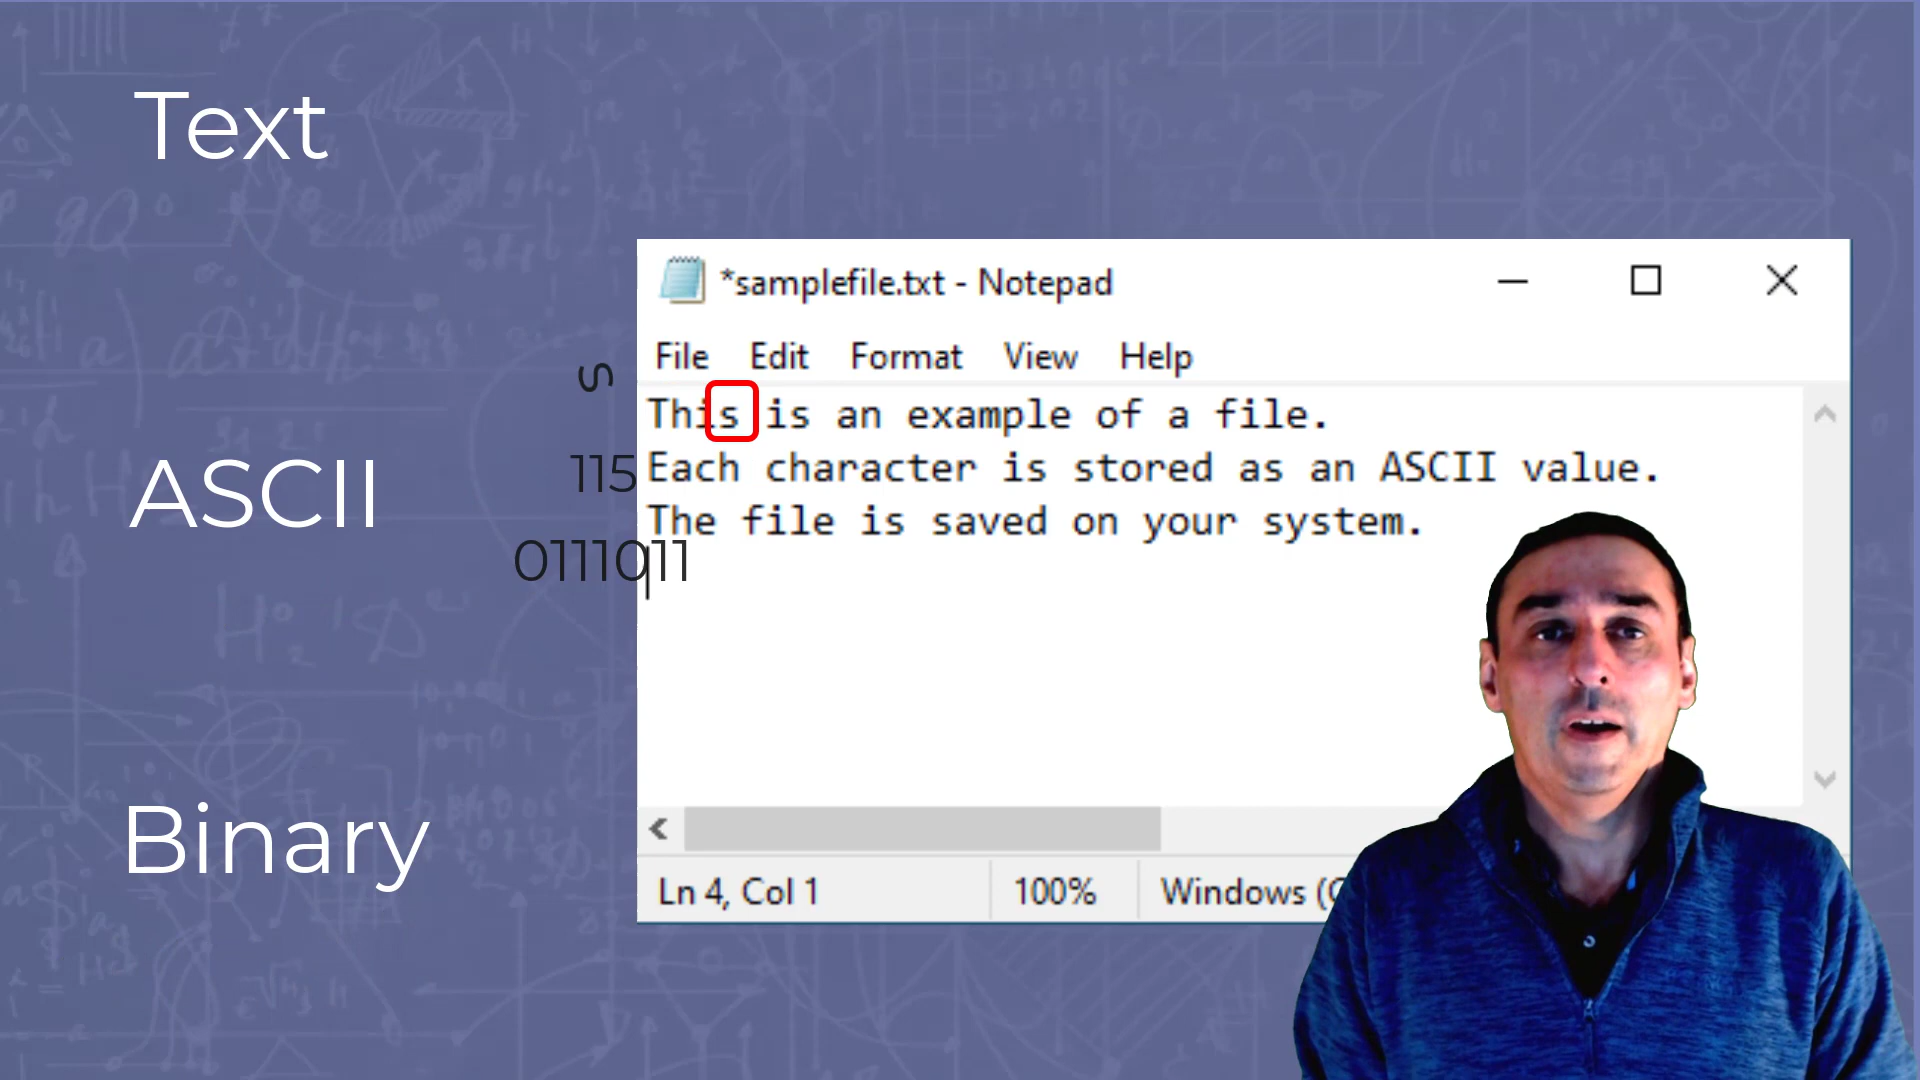 Text
*samplefile.txt - Notepad
File Edit Format View Help
s
This is an example of a file.
ASCII
115
Each character is stored as an ASCII value.
The file is saved on your system.
01110011
Binary
Ln 4, Col 1
100%
Windows (C